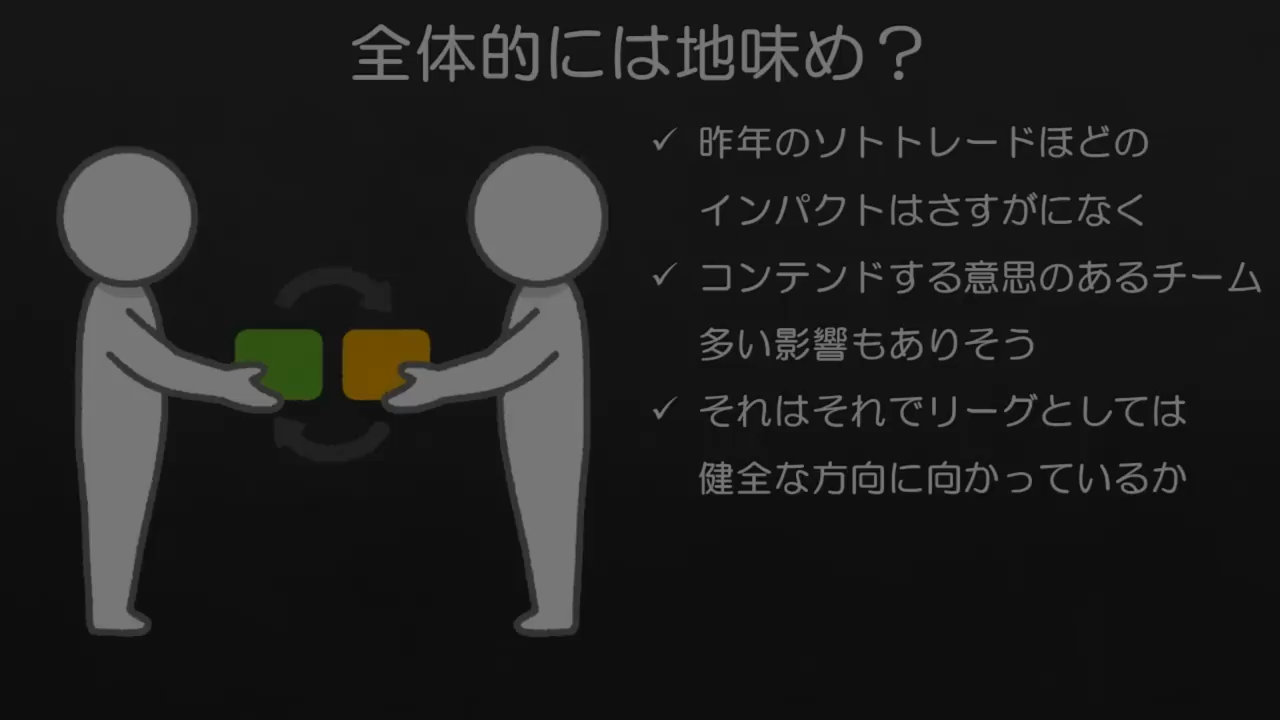 全体的には地味め？
✓ 昨年のソトトレードほどの
インパクトはさすがになく
✓ コンテンドする意思のあるチーム
多い影響もありそう
✓ それはそれでリーグとしては
健全な方向に向かっているか